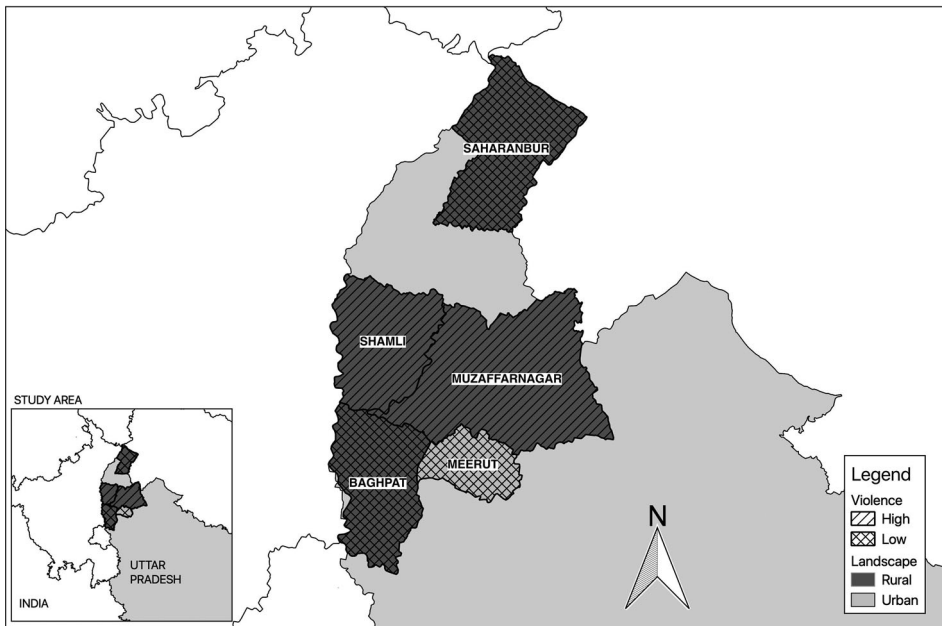 SAHARANBUR
SHAMLI
MUZAFFARNAGAR
MEERUT
BAGHPAT
STUDY AREA
UTTAR
PRADESH
INDIA
N
Legend
Violence
High
Low
Landscape
Rural
Urban